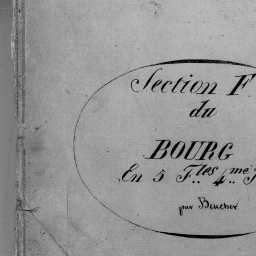 Section F.
du
BOURG
En 5 F.les 4.me
par Boucher